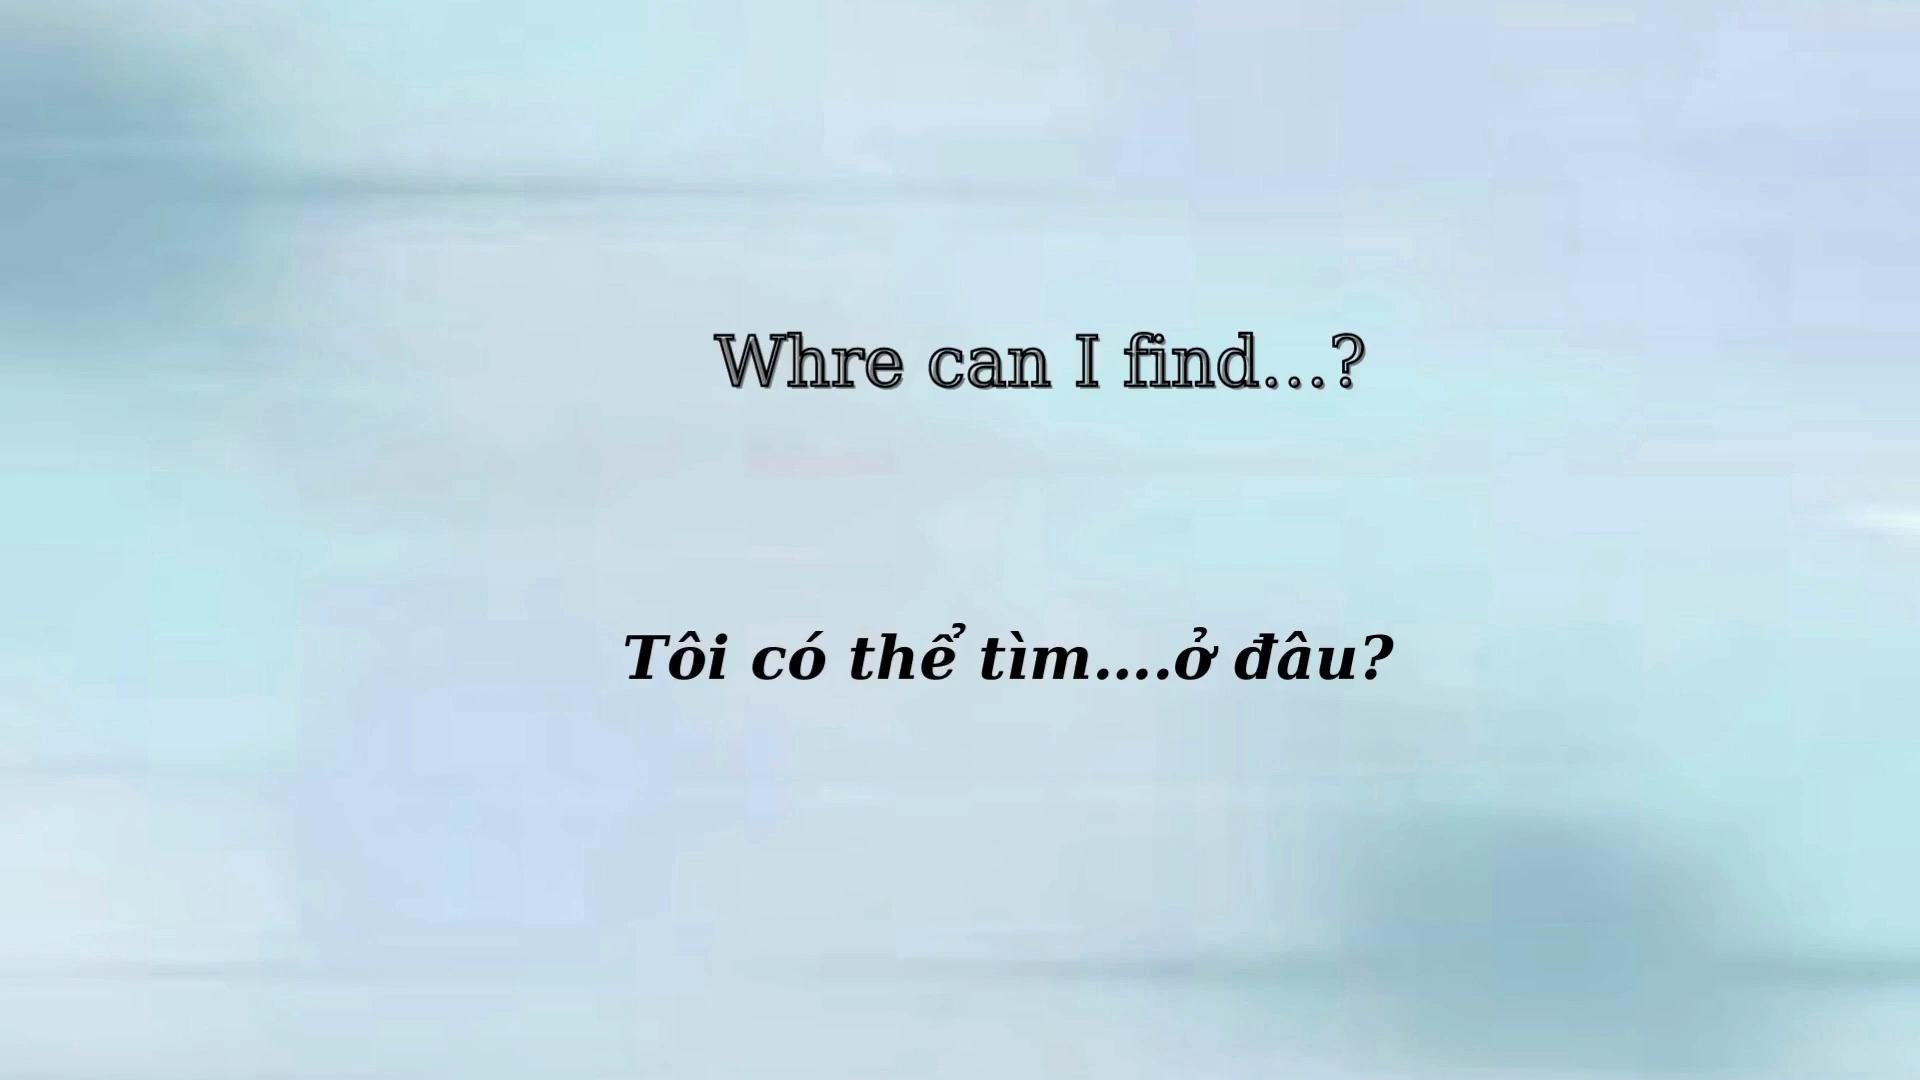 Whre can I find...?
Tôi có thể tìm....ở đâu?